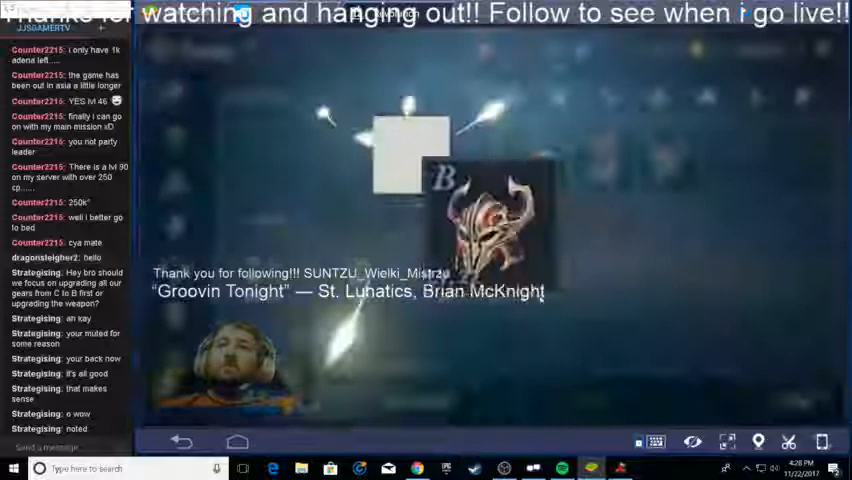 Thanks for watching and hanging out!! Follow to see when i go live!!
JJSGAMERTV
Counter2215: i only have 1k
adena left.....
Counter2215: the game has
been out in asia a little longer
Counter2215: YES lvl 46
Counter2215: finally i can go
on with my main mission xD
Counter2215: you not party
leader
Counter2215: There is a lvl 90
on my server with over 250
cp......
Counter2215: 250k*
Counter2215: well i better go
to bed
Counter2215: cya mate
dragonsleigher2: hello
Strategising: Hey bro should
we focus on upgrading all our
gears from C to B first or
upgrading the weapon?
Strategising: ah kay
Strategising: your muted for
some reason
Strategising: your back now
Strategising: it's all good
Strategising: that makes
sense
Strategising: o wow
Strategising: noted
Send a message...
B
Thank you for following!!! SUNTZU_Wielki_Mistrzu
“Groovin Tonight” — St. Lunatics, Brian McKnight
Type here to search
4:28 PM
11/22/2017